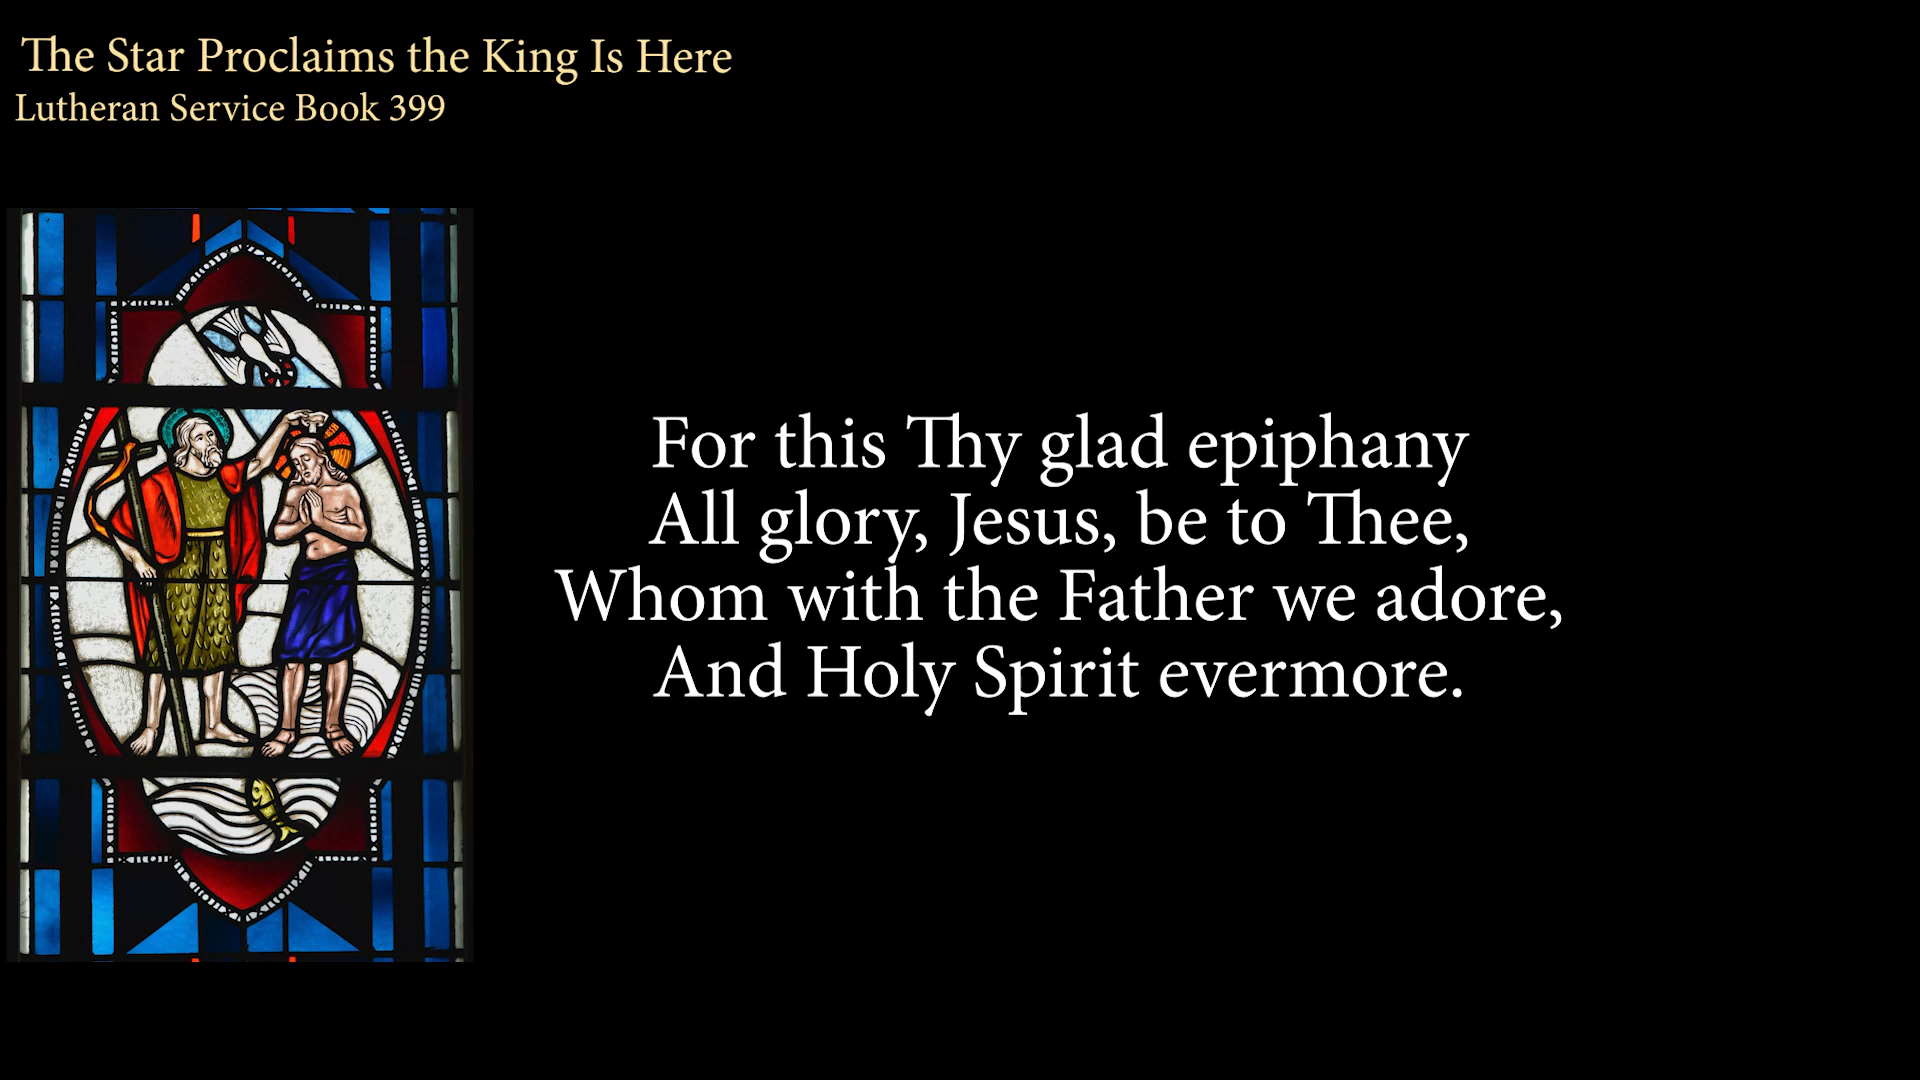 The Star Proclaims the King Is Here
Lutheran Service Book 399
For this Thy glad epiphany
All glory, Jesus, be to Thee,
Whom with the Father we adore,
And Holy Spirit evermore.